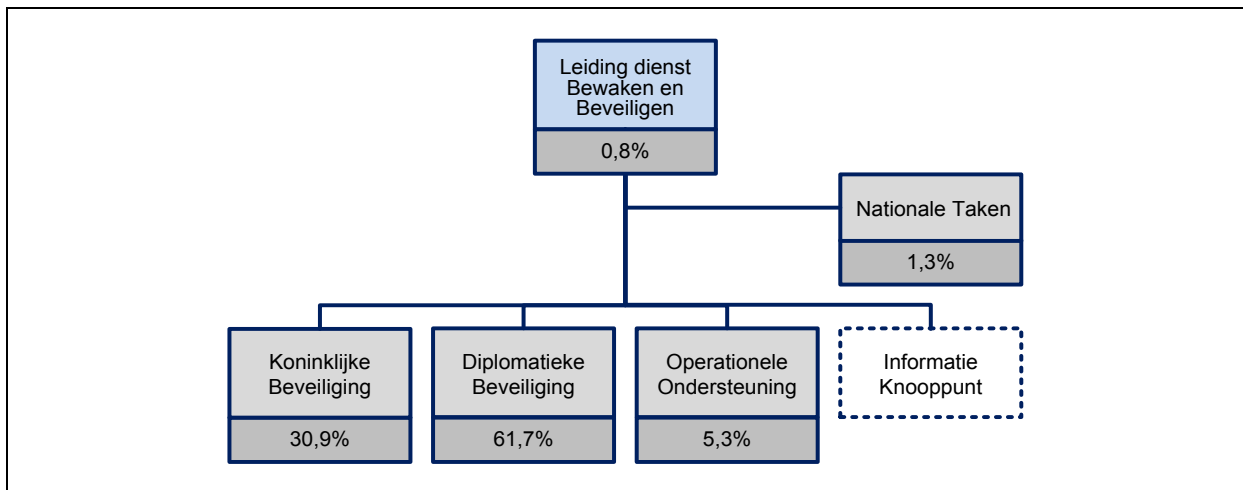 Leiding dienst
Bewaken en
Beveiligen
0,8%
Nationale Taken
1,3%
Koninklijke
Beveiliging
30,9%
Diplomatieke
Beveiliging
61,7%
Operationele
Ondersteuning
5,3%
Informatie
Knooppunt